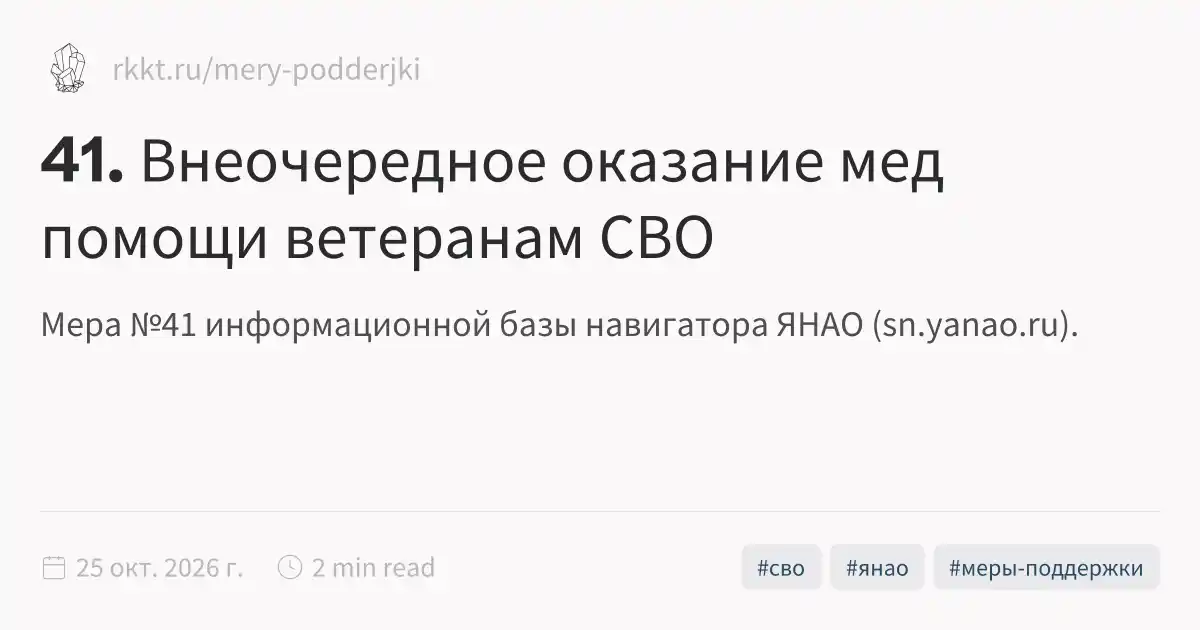 rkkt.ru/mery-podderjki
41. Внеочередное оказание мед
помощи ветеранам СВО
Мера №41 информационной базы навигатора ЯНАО (sn.yanao.ru).
25 окт. 2026 г. 2 min read #сво #янао #меры-поддержки